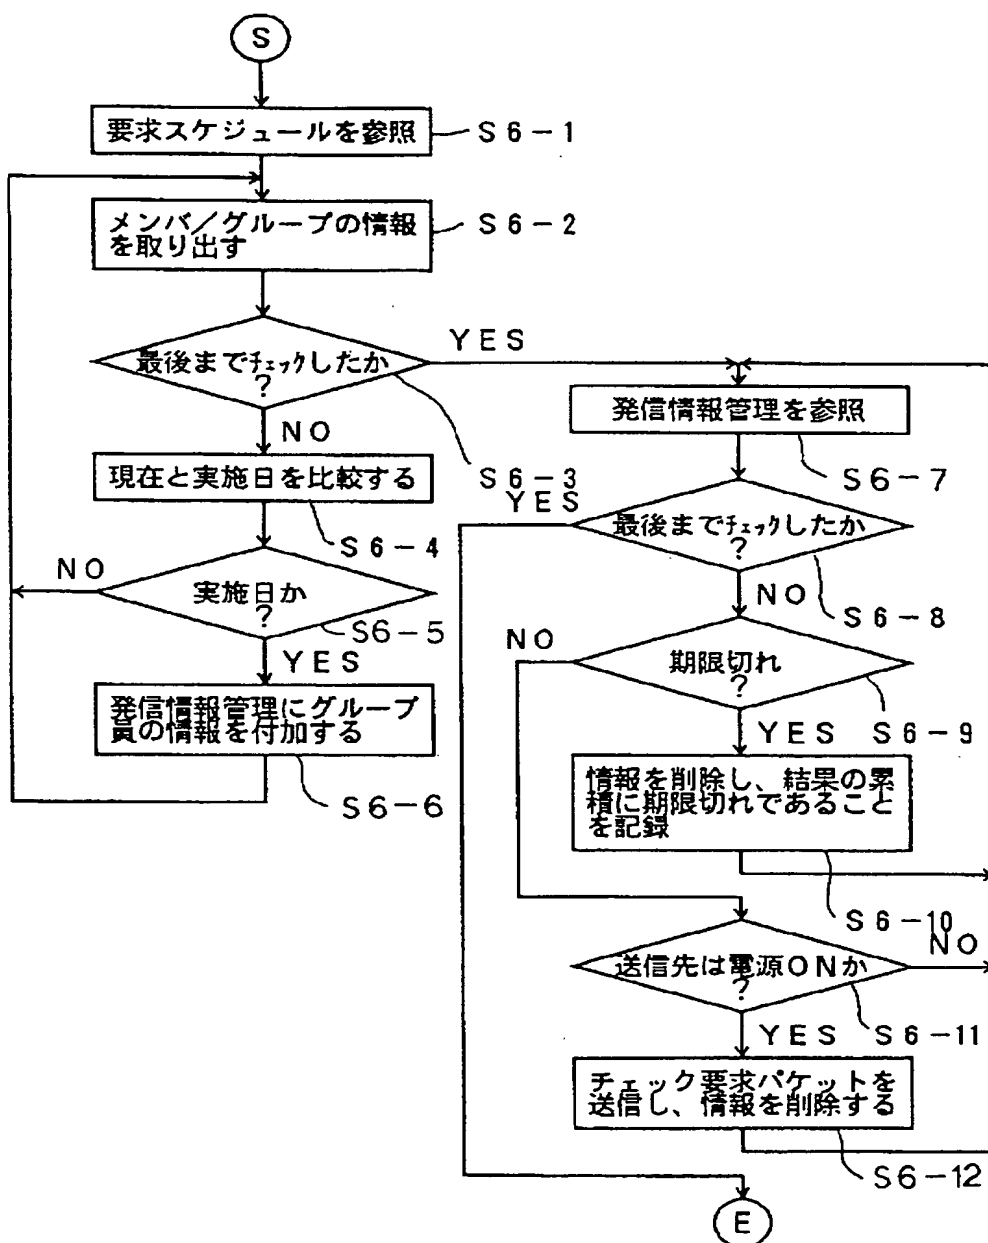 S
要求スケジュールを参照
S6-1
メンバ/グループの情報
を取り出す
S6-2
最後までチェックしたか
?
YES
NO
S6-3
現在と実施日を比較する
S6-4
NO
実施日か
?
S6-5
YES
発信情報管理にグループ
員の情報を付加する
S6-6
発信情報管理を参照
S6-7
YES
最後までチェックしたか
?
NO
S6-8
NO
期限切れ
?
YES
S6-9
情報を削除し、結果の累
積に期限切れであること
を記録
S6-10
NO
送信先は電源ONか
?
YES
S6-11
チェック要求パケットを
送信し、情報を削除する
S6-12
E